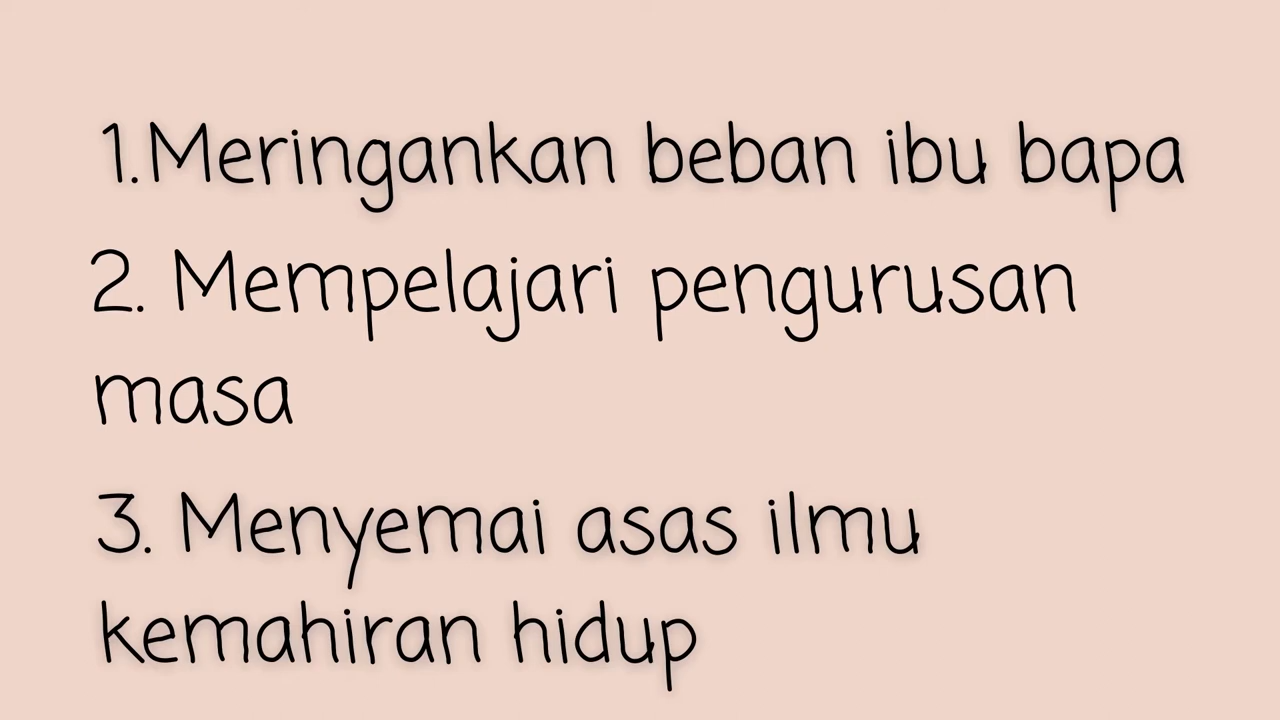 1.Meringankan beban ibu bapa
2. Mempelajari pengurusan
masa
3. Menyemai asas ilmu
kemahiran hidup